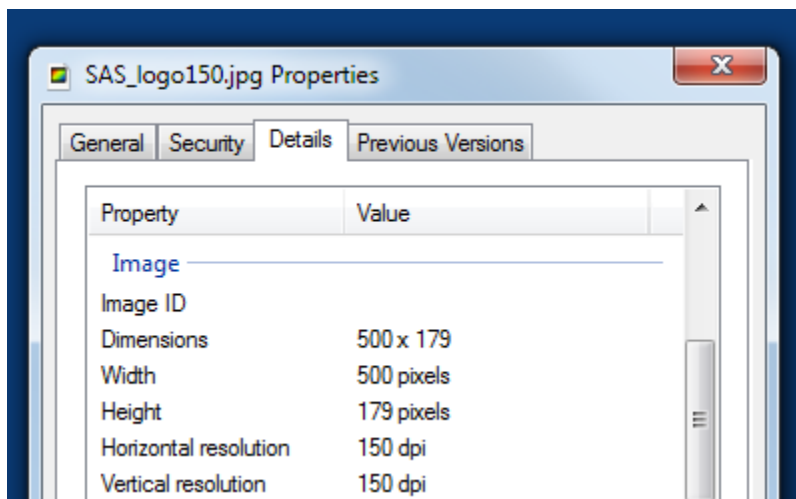 SAS_logo150.jpg Properties
General Security Details Previous Versions
Property Value
Image
Image ID
Dimensions 500 x 179
Width 500 pixels
Height 179 pixels
Horizontal resolution 150 dpi
Vertical resolution 150 dpi